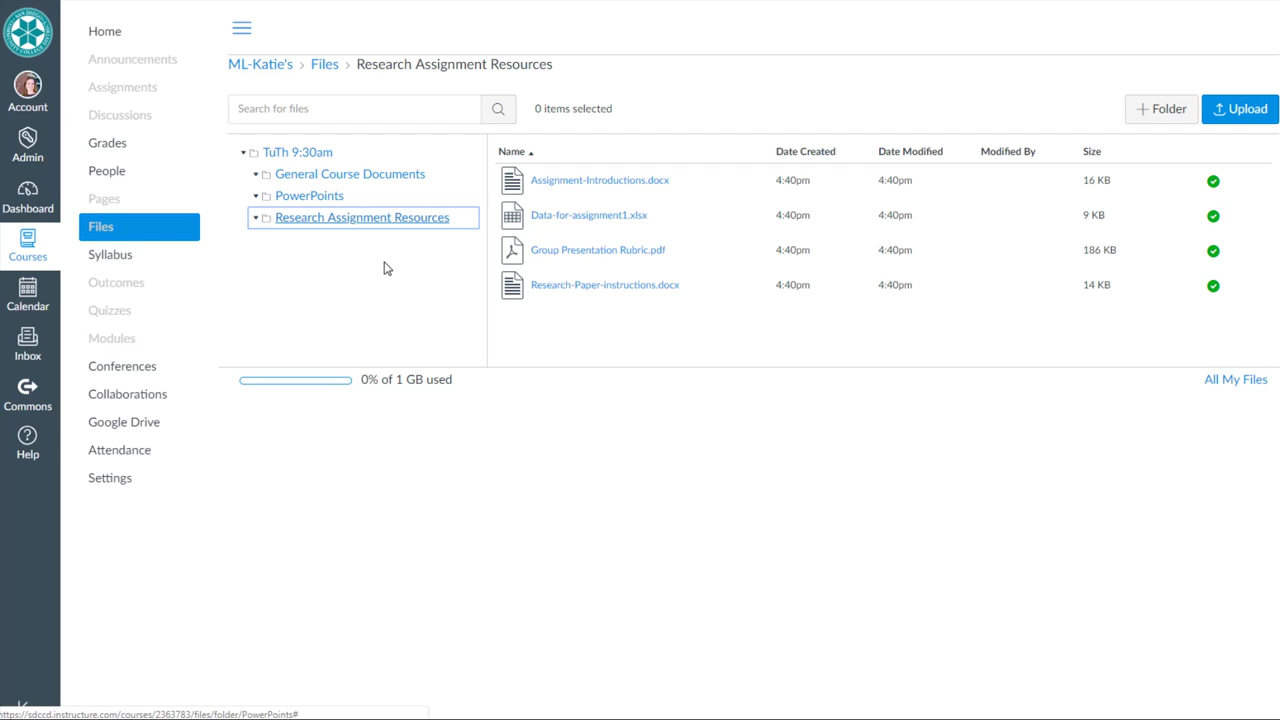 Account
Admin
Dashboard
Courses
Calendar
Inbox
Commons
Help
Home
Announcements
Assignments
Discussions
Grades
People
Pages
Files
Syllabus
Outcomes
Quizzes
Modules
Conferences
Collaborations
Google Drive
Attendance
Settings
ML-Katie's > Files > Research Assignment Resources
Search for files
0 items selected
+ Folder
Upload
TuTh 9:30am
General Course Documents
PowerPoints
Research Assignment Resources
Name Date Created Date Modified Modified By Size
Assignment-Introductions.docx 4:40pm 4:40pm 16 KB
Data-for-assignment1.xlsx 4:40pm 4:40pm 9 KB
Group Presentation Rubric.pdf 4:40pm 4:40pm 186 KB
Research-Paper-instructions.docx 4:40pm 4:40pm 14 KB
0% of 1 GB used
All My Files
https://sdccd.instructure.com/courses/2363783/files/folder/PowerPoints#